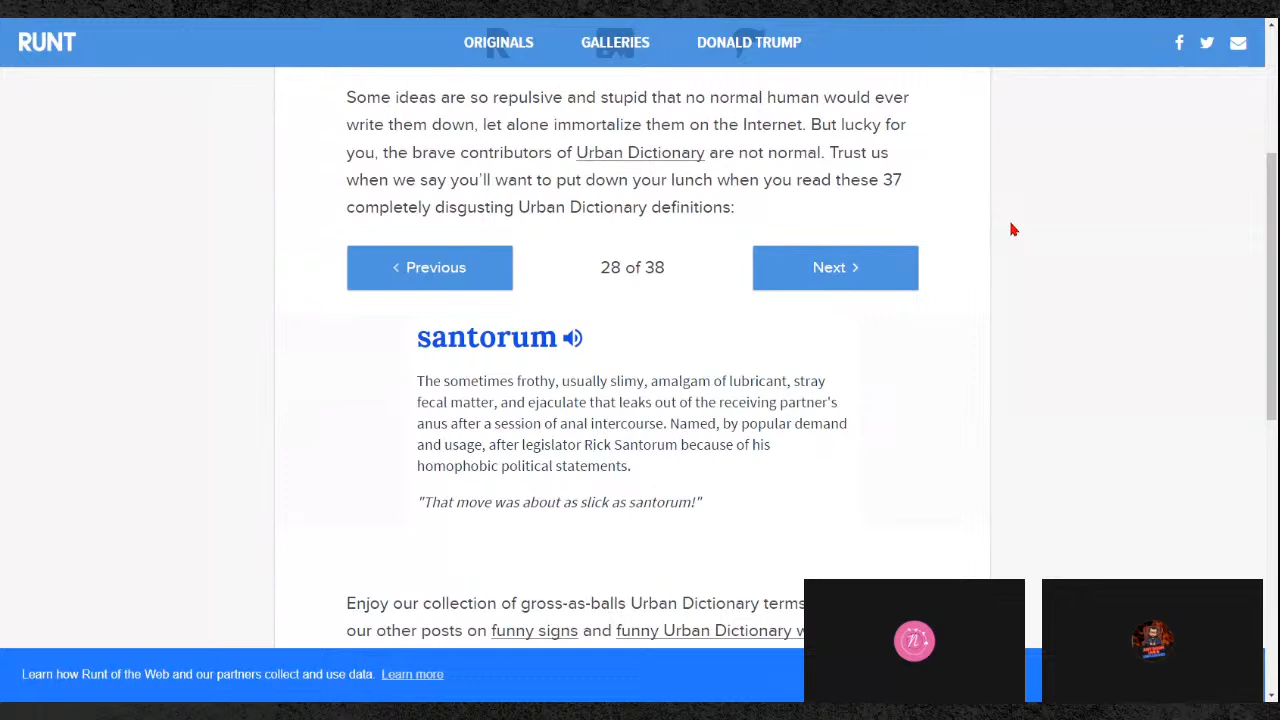 RUNT
ORIGINALS GALLERIES DONALD TRUMP
Some ideas are so repulsive and stupid that no normal human would ever
write them down, let alone immortalize them on the Internet. But lucky for
you, the brave contributors of Urban Dictionary are not normal. Trust us
when we say you’ll want to put down your lunch when you read these 37
completely disgusting Urban Dictionary definitions:
Previous 28 of 38 Next
santorum
The sometimes frothy, usually slimy, amalgam of lubricant, stray
fecal matter, and ejaculate that leaks out of the receiving partner's
anus after a session of anal intercourse. Named, by popular demand
and usage, after legislator Rick Santorum because of his
homophobic political statements.
"That move was about as slick as santorum!"
Enjoy our collection of gross-as-balls Urban Dictionary terms
our other posts on funny signs and funny Urban Dictionary
Learn how Runt of the Web and our partners collect and use data. Learn more
n